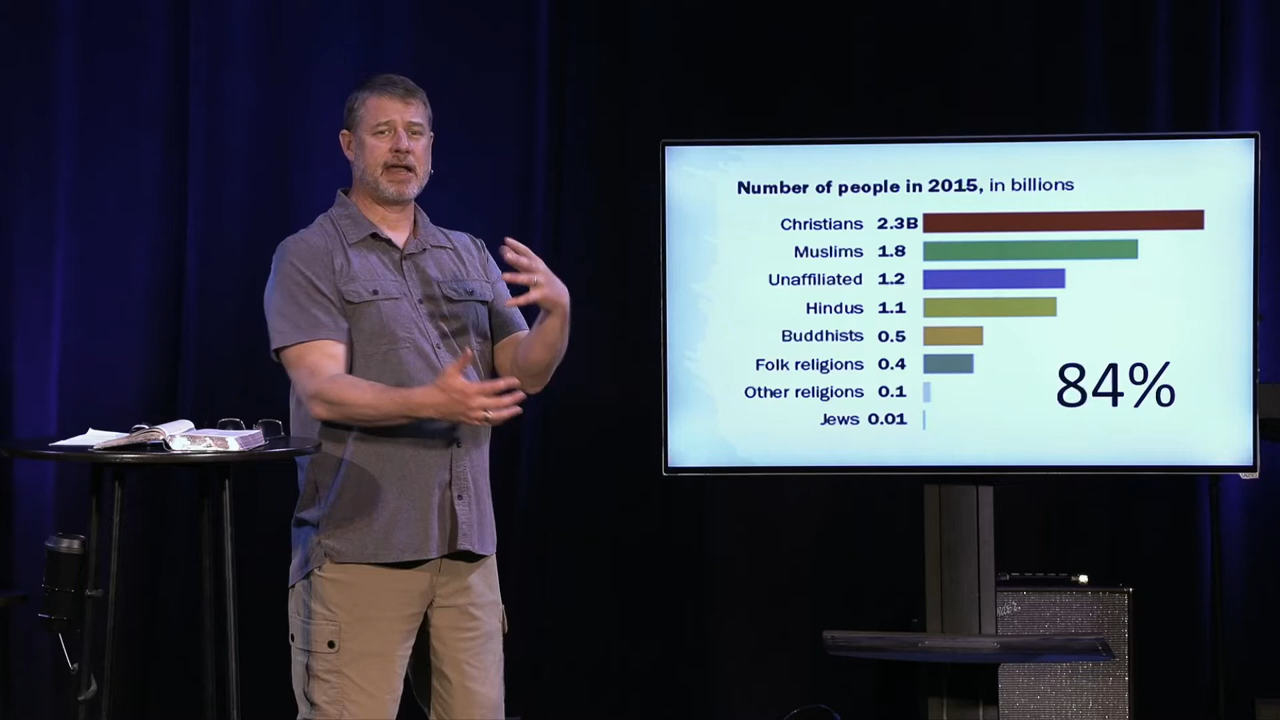 Number of people in 2015, in billions
Christians 2.3B
Muslims 1.8
Unaffiliated 1.2
Hindus 1.1
Buddhists 0.5
Folk religions 0.4
Other religions 0.1
Jews 0.01
84%